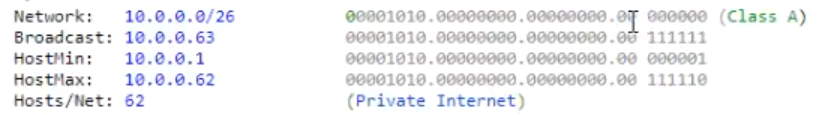 Network: 10.0.0.0/26 00001010.00000000.00000000.00 000000 (Class A)
Broadcast: 10.0.0.63 00001010.00000000.00000000.00 111111
HostMin: 10.0.0.1 00001010.00000000.00000000.00 000001
HostMax: 10.0.0.62 00001010.00000000.00000000.00 111110
Hosts/Net: 62 (Private Internet)